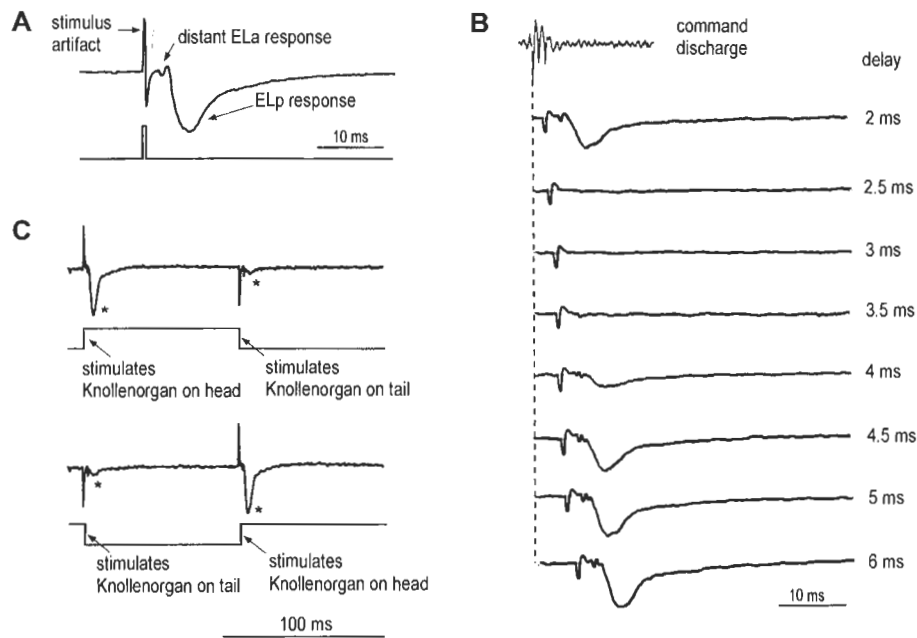 A
stimulus
artifact
distant ELa response
ELp response
10 ms
B
command
discharge
delay
2 ms
2.5 ms
3 ms
3.5 ms
4 ms
4.5 ms
5 ms
6 ms
10 ms
C
*
*
stimulates
Knollenorgan on head
stimulates
Knollenorgan on tail
*
*
stimulates
Knollenorgan on tail
stimulates
Knollenorgan on head
100 ms